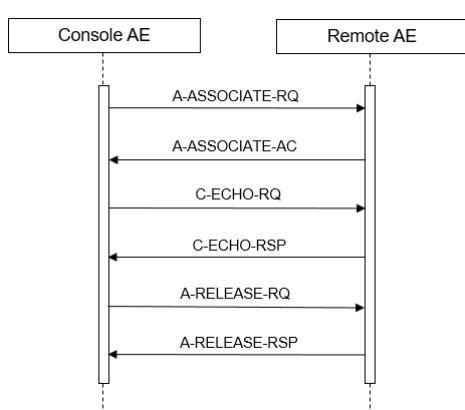 Console AE
Remote AE
A-ASSOCIATE-RQ
A-ASSOCIATE-AC
C-ECHO-RQ
C-ECHO-RSP
A-RELEASE-RQ
A-RELEASE-RSP